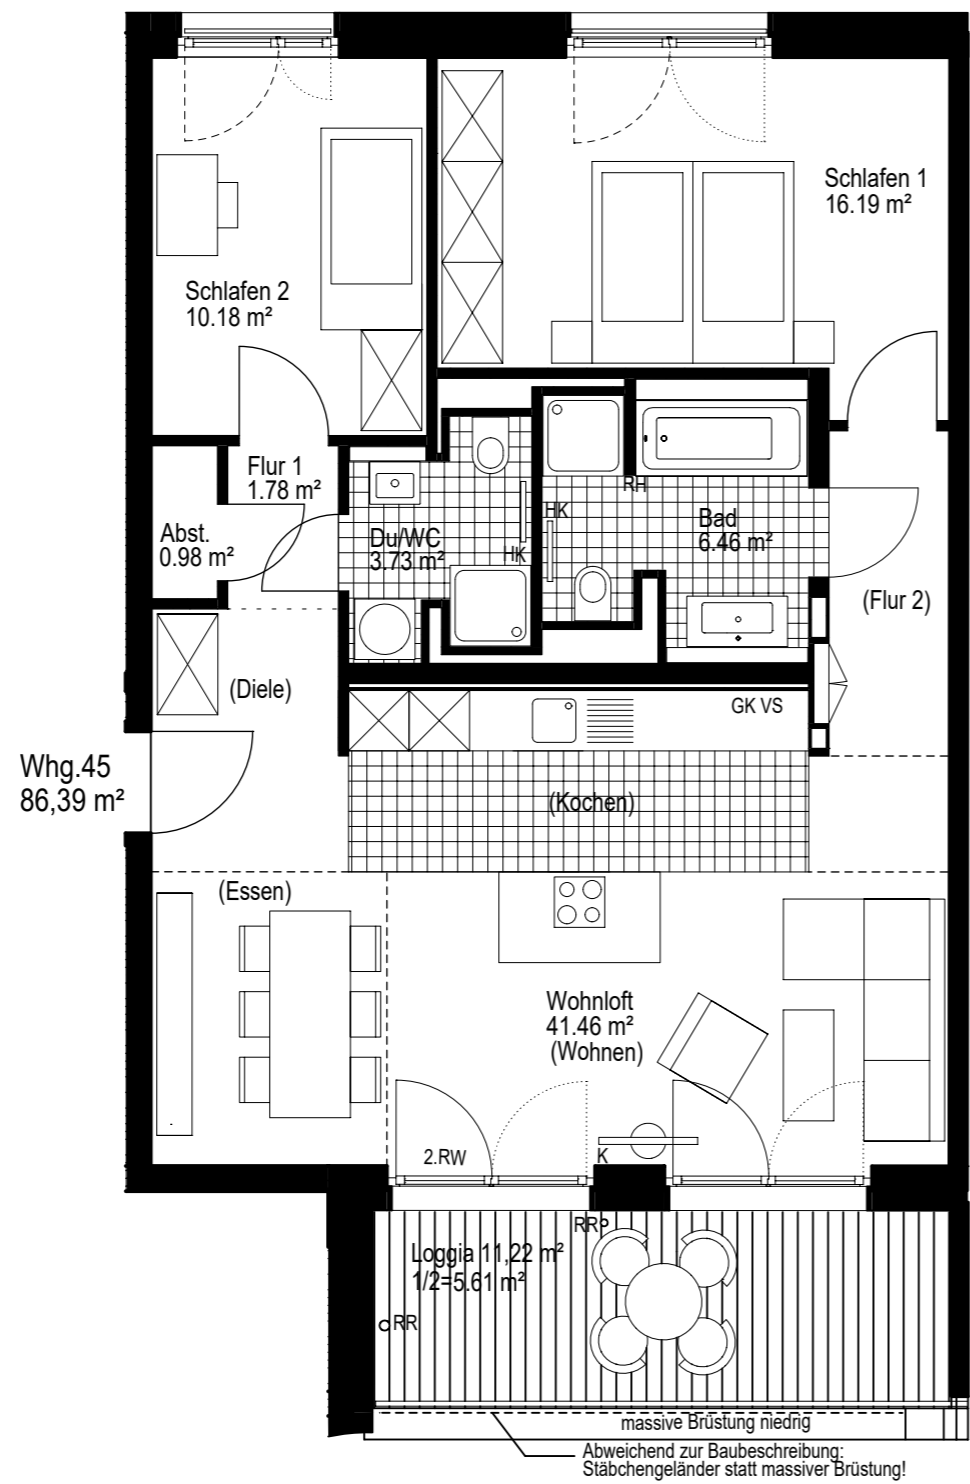 Schlafen 1
16.19 m²
Schlafen 2
10.18 m²
Flur 1
1.78 m²
Abst.
0.98 m²
Du/WC
3.73 m²
HK
HK
RH
Bad
6.46 m²
(Flur 2)
(Diele)
GK VS
Whg.45
86,39 m²
(Kochen)
(Essen)
Wohnloft
41.46 m²
(Wohnen)
2.RW
K
RR
Loggia 11,22 m²
1/2=5.61 m²
RR
massive Brüstung niedrig
Abweichend zur Baubeschreibung:
Stäbchengeländer statt massiver Brüstung!